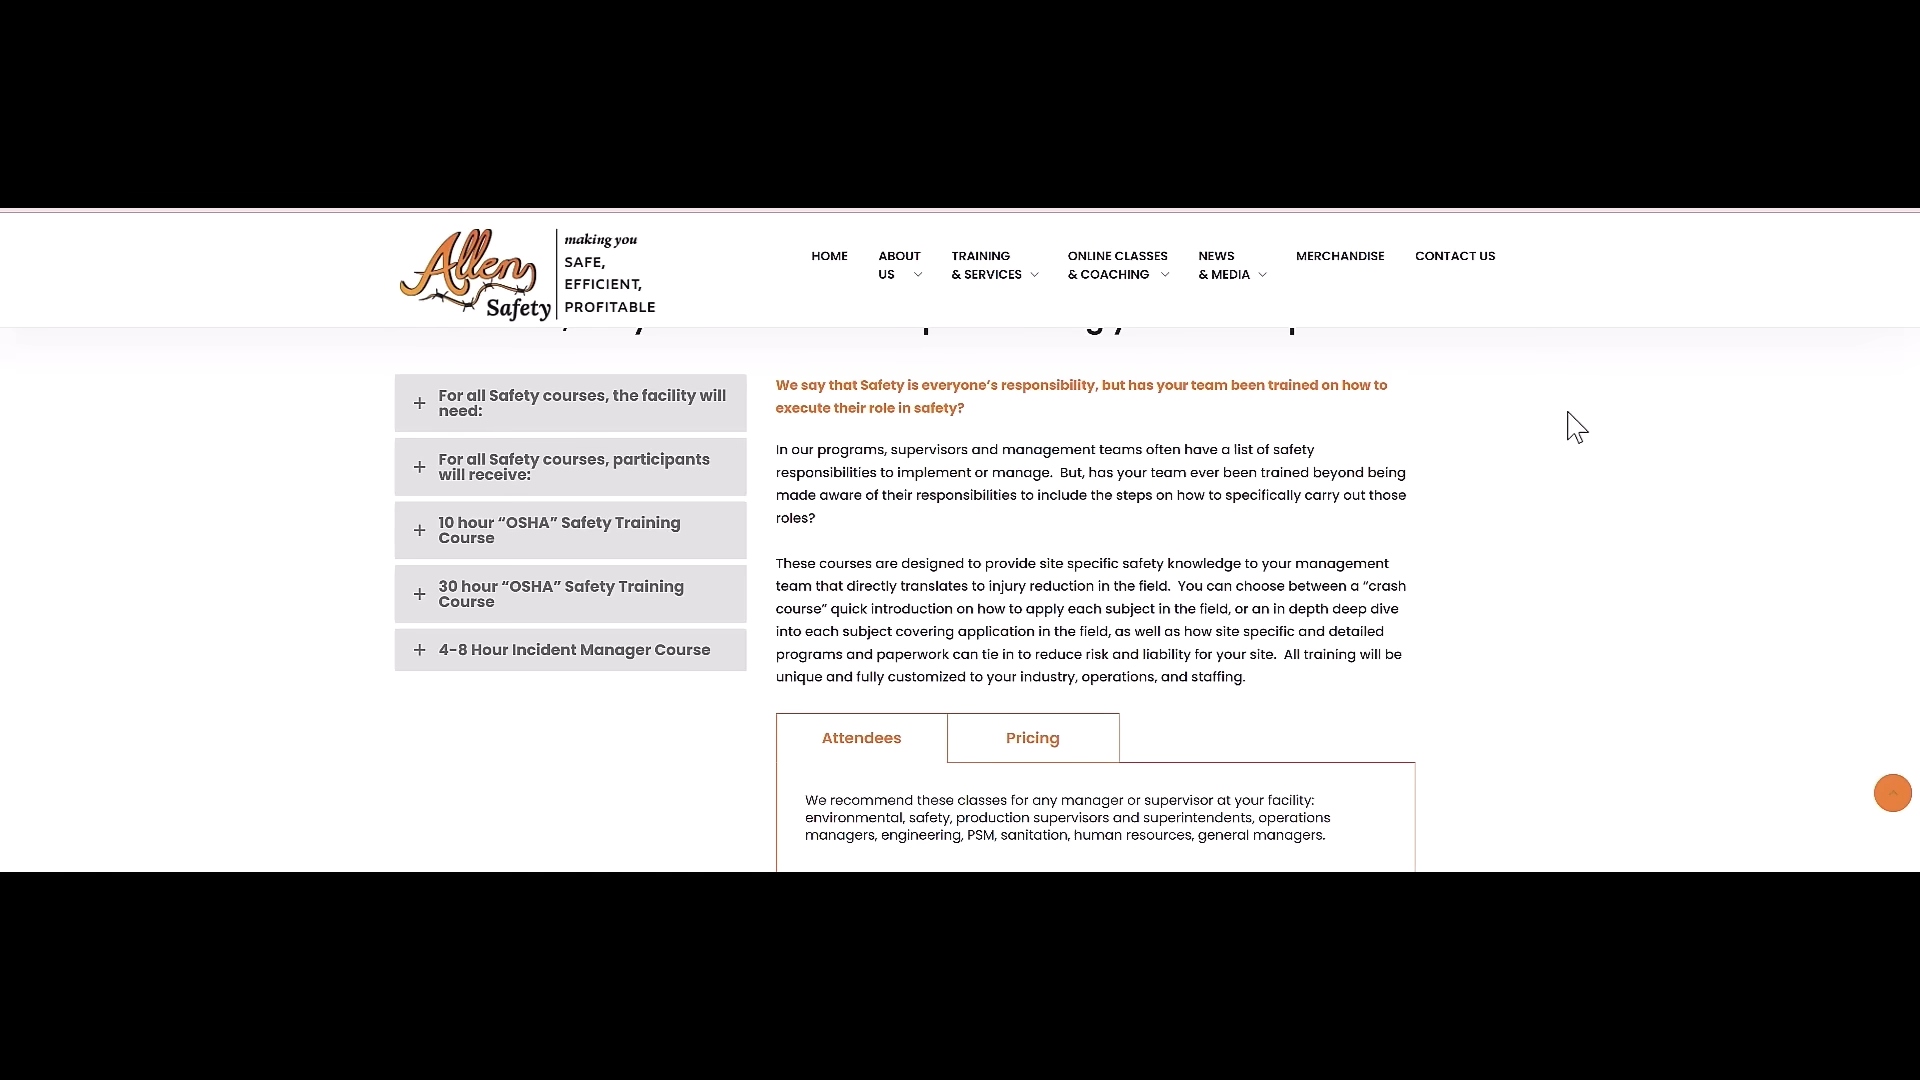 Allen
Safety
making you
SAFE,
EFFICIENT,
PROFITABLE
HOME
ABOUT
US
TRAINING
& SERVICES
ONLINE CLASSES
& COACHING
NEWS
& MEDIA
MERCHANDISE
CONTACT US
+ For all Safety courses, the facility will
need:
+ For all Safety courses, participants
will receive:
+ 10 hour “OSHA” Safety Training
Course
+ 30 hour “OSHA” Safety Training
Course
+ 4-8 Hour Incident Manager Course
We say that Safety is everyone’s responsibility, but has your team been trained on how to
execute their role in safety?
In our programs, supervisors and management teams often have a list of safety
responsibilities to implement or manage. But, has your team ever been trained beyond being
made aware of their responsibilities to include the steps on how to specifically carry out those
roles?
These courses are designed to provide site specific safety knowledge to your management
team that directly translates to injury reduction in the field. You can choose between a “crash
course” quick introduction on how to apply each subject in the field, or an in depth deep dive
into each subject covering application in the field, as well as how site specific and detailed
programs and paperwork can tie in to reduce risk and liability for your site. All training will be
unique and fully customized to your industry, operations, and staffing.
Attendees
Pricing
We recommend these classes for any manager or supervisor at your facility:
environmental, safety, production supervisors and superintendents, operations
managers, engineering, PSM, sanitation, human resources, general managers.